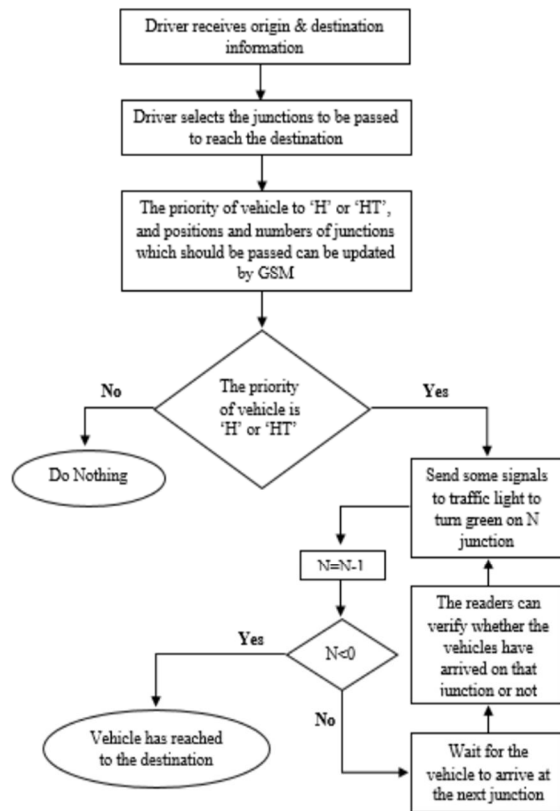 Driver receives origin & destination
information
Driver selects the junctions to be passed
to reach the destination
The priority of vehicle to ‘H’ or ‘HT’,
and positions and numbers of junctions
which should be passed can be updated
by GSM
No
The priority
of vehicle is
‘H’ or ‘HT’
Yes
Do Nothing
Send some signals
to traffic light to
turn green on N
junction
N=N-1
The readers can
verify whether the
vehicles have
arrived on that
junction or not
Yes
N<0
No
Vehicle has reached
to the destination
Wait for the
vehicle to arrive at
the next junction